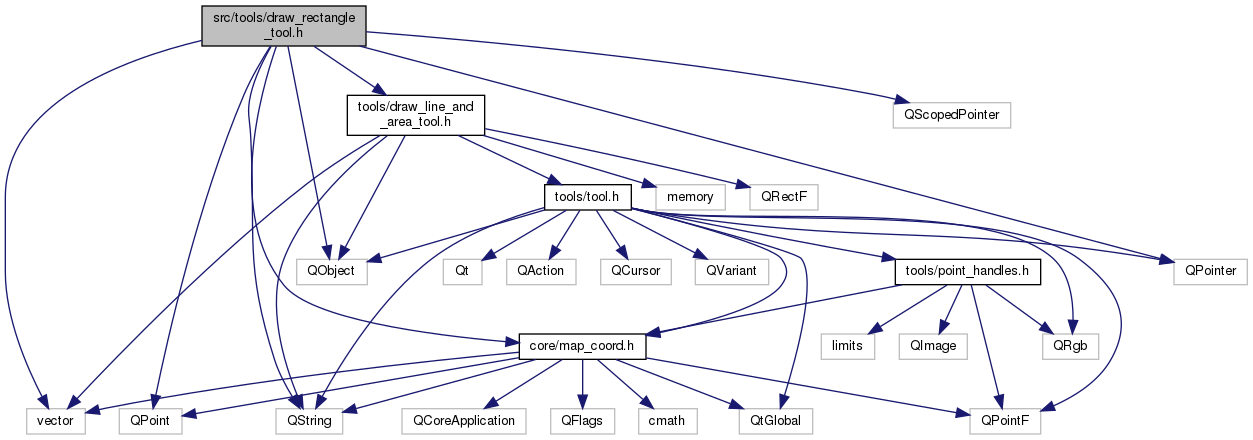 src/tools/draw_rectangle
_tool.h
tools/draw_line_and
_area_tool.h
QScopedPointer
tools/tool.h
memory
QRectF
QObject
Qt
QAction
QCursor
QVariant
tools/point_handles.h
QPointer
core/map_coord.h
limits
QImage
QRgb
vector
QPoint
QString
QCoreApplication
QFlags
cmath
QtGlobal
QPointF